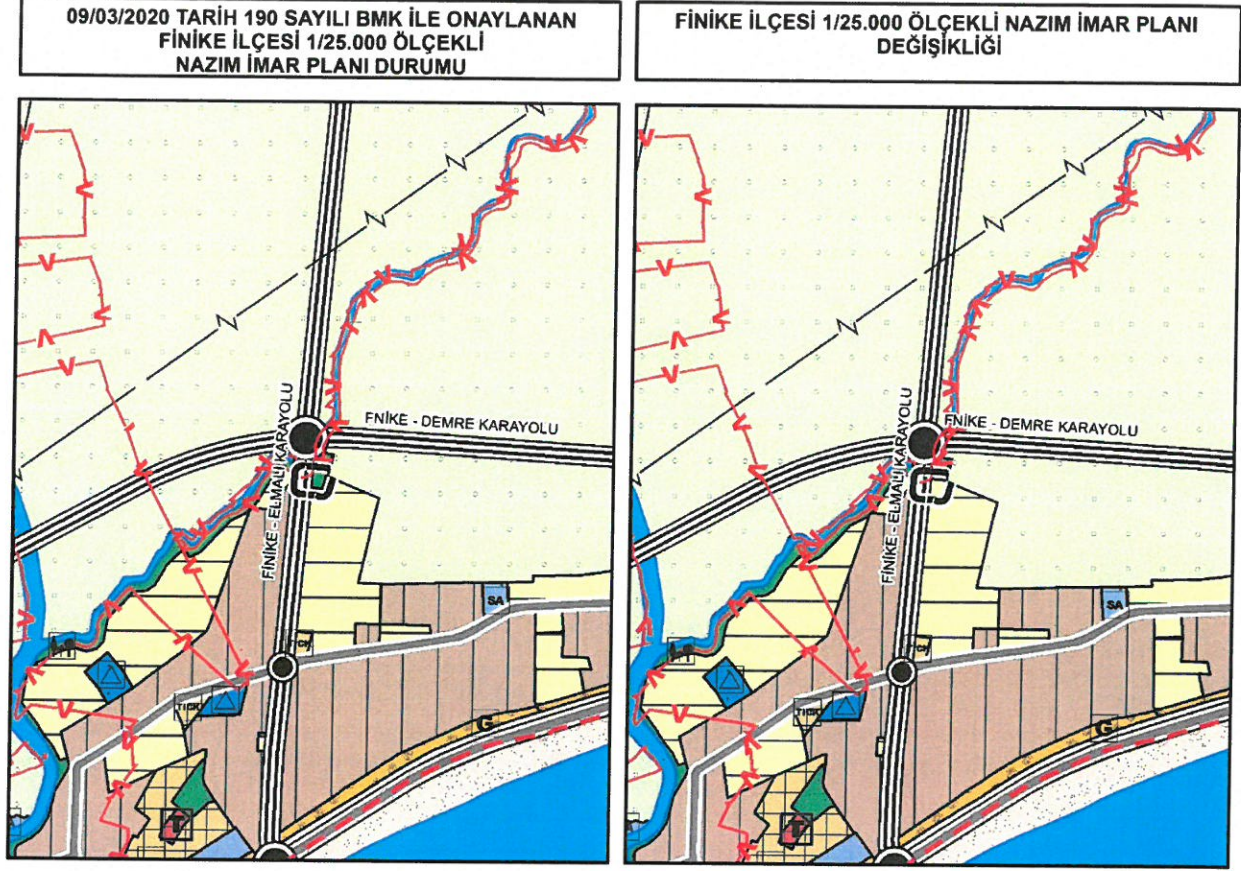 09/03/2020 TARİH 190 SAYILI BMK İLE ONAYLANAN
FİNİKE İLÇESİ 1/25.000 ÖLÇEKLİ
NAZIM İMAR PLANI DURUMU
FİNİKE İLÇESİ 1/25.000 ÖLÇEKLİ NAZIM İMAR PLANI
DEĞİŞİKLİĞİ
FNİKE - DEMRE KARAYOLU
FİNİKE - ELMALI KARAYOLU
SA
G
T
FNİKE - DEMRE KARAYOLU
FİNİKE - ELMALI KARAYOLU
SA
G
T